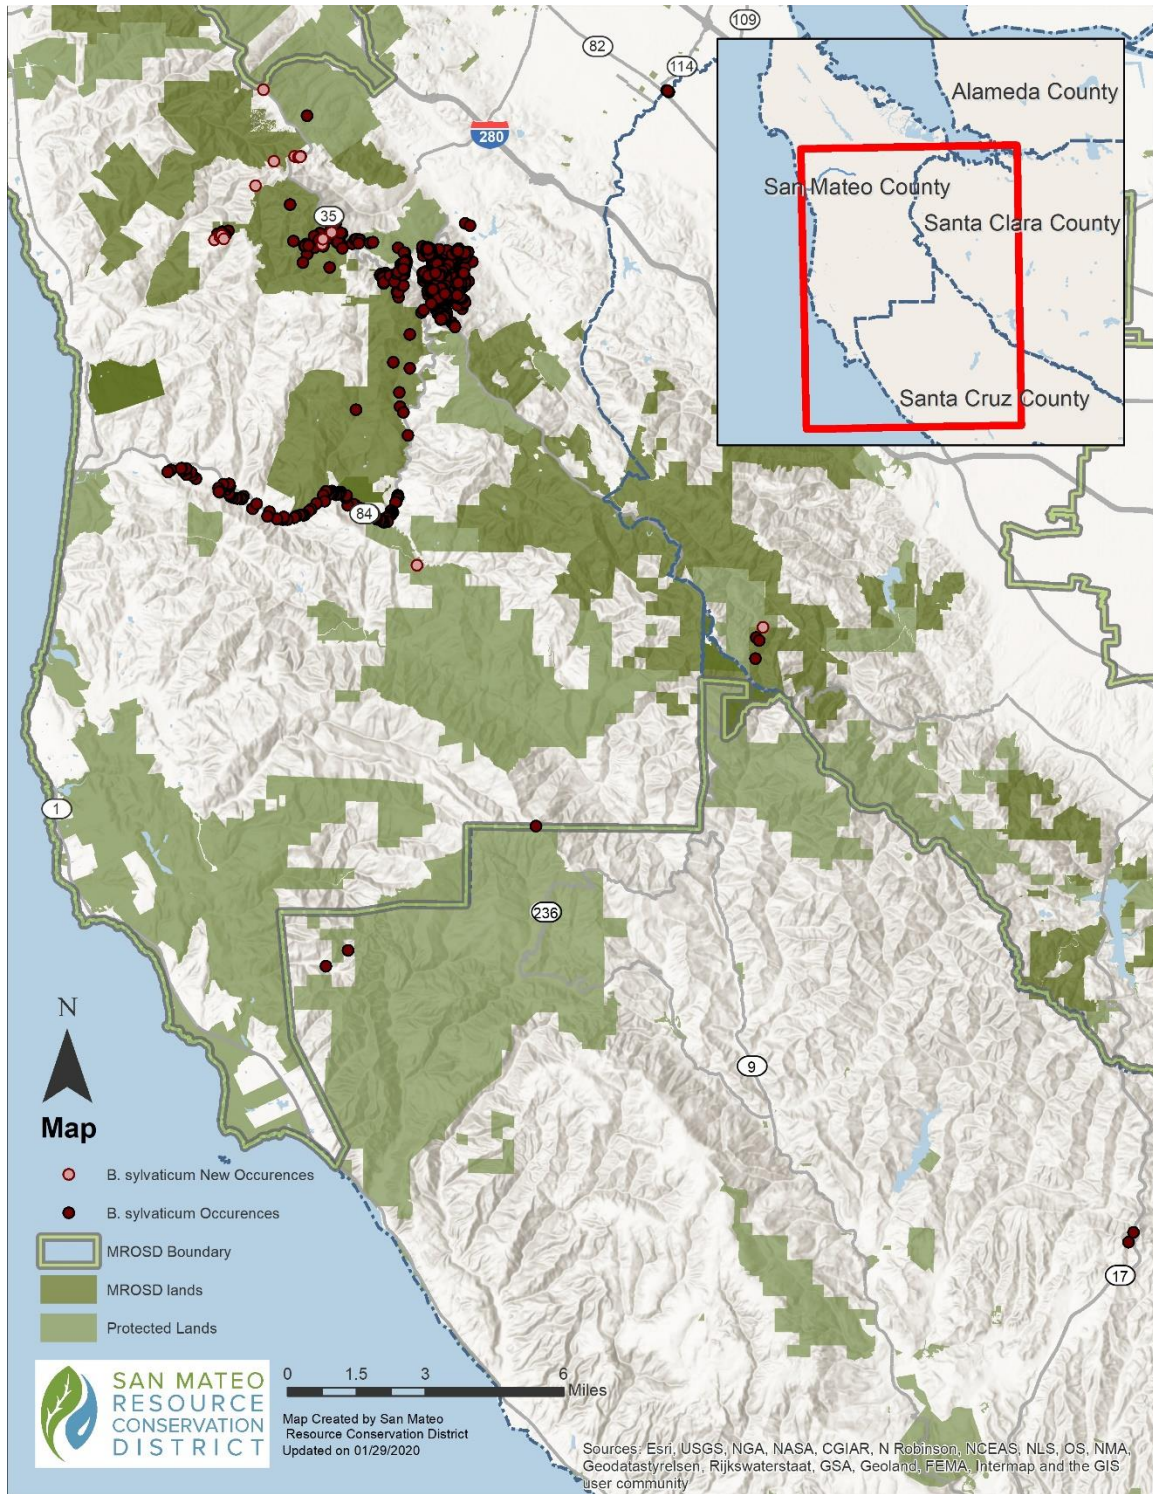 109
82
114
280
35
84
1
236
9
17
Alameda County
San Mateo County
Santa Clara County
Santa Cruz County
N
Map
B. sylvaticum New Occurences
B. sylvaticum Occurences
MROSD Boundary
MROSD lands
Protected Lands
SAN MATEO
RESOURCE
CONSERVATION
DISTRICT
0 1.5 3 6
Miles
Map Created by San Mateo
Resource Conservation District
Updated on 01/29/2020
Sources: Esri, USGS, NGA, NASA, CGIAR, N Robinson, NCEAS, NLS, OS, NMA,
Geodatastyrelsen, Rijkswaterstaat, GSA, Geoland, FEMA, Intermap and the GIS
user community